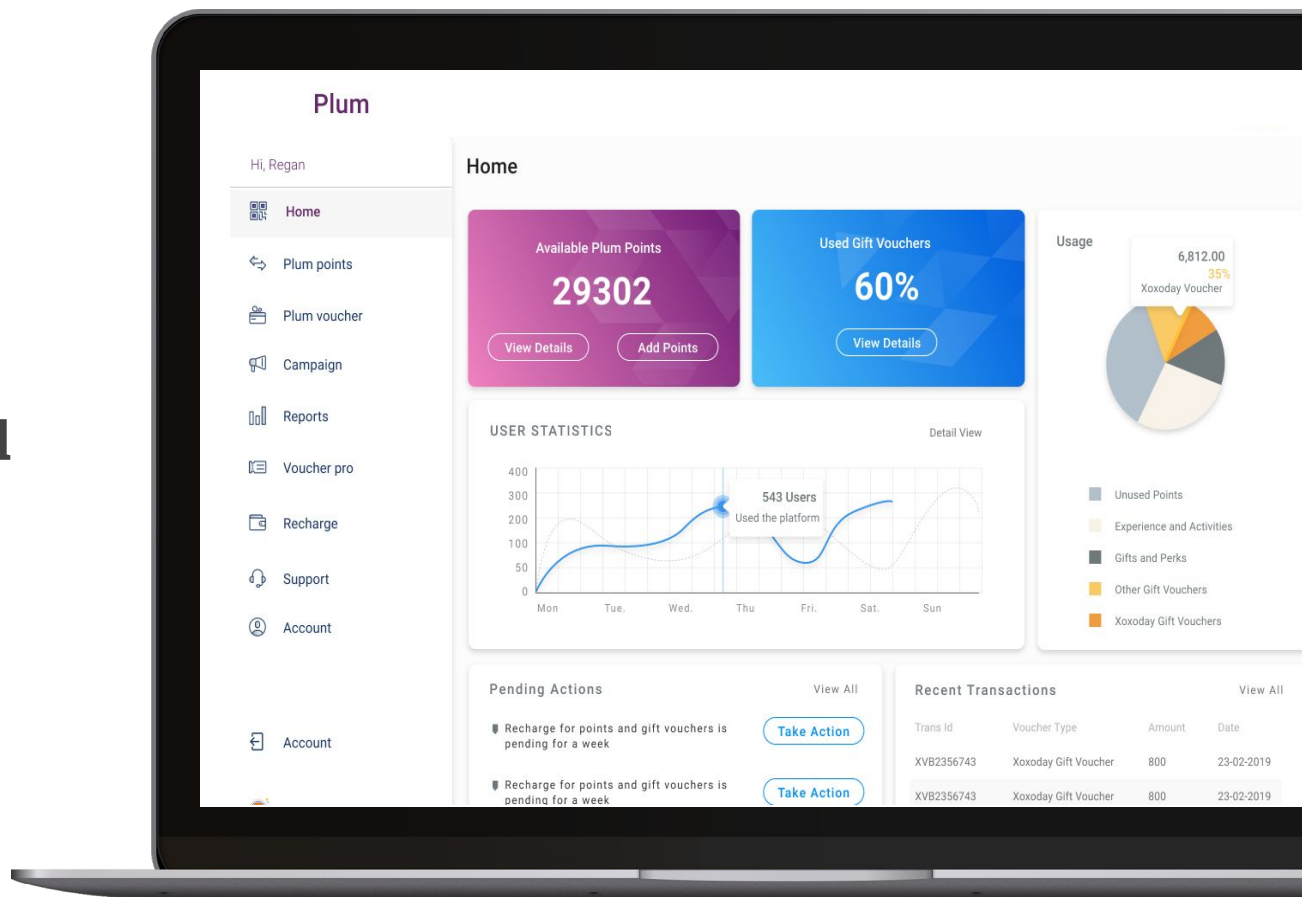 Plum
Hi, Regan
Home
Plum points
Plum voucher
Campaign
Reports
Voucher pro
Recharge
Support
Account
Account
Home
Available Plum Points
29302
View Details
Add Points
Used Gift Vouchers
60%
View Details
Usage
6,812.00
35%
Xoxoday Voucher
Unused Points
Experience and Activities
Gifts and Perks
Other Gift Vouchers
Xoxoday Gift Vouchers
USER STATISTICS
Detail View
400
300
200
100
50
0
543 Users
Used the platform
Mon Tue. Wed. Thu Fri. Sat. Sun
Pending Actions
View All
Recharge for points and gift vouchers is
pending for a week
Take Action
Recharge for points and gift vouchers is
pending for a week
Take Action
Recent Transactions
View All
Trans Id Voucher Type Amount Date
XVB2356743 Xoxoday Gift Voucher 800 23-02-2019
XVB2356743 Xoxoday Gift Voucher 800 23-02-2019